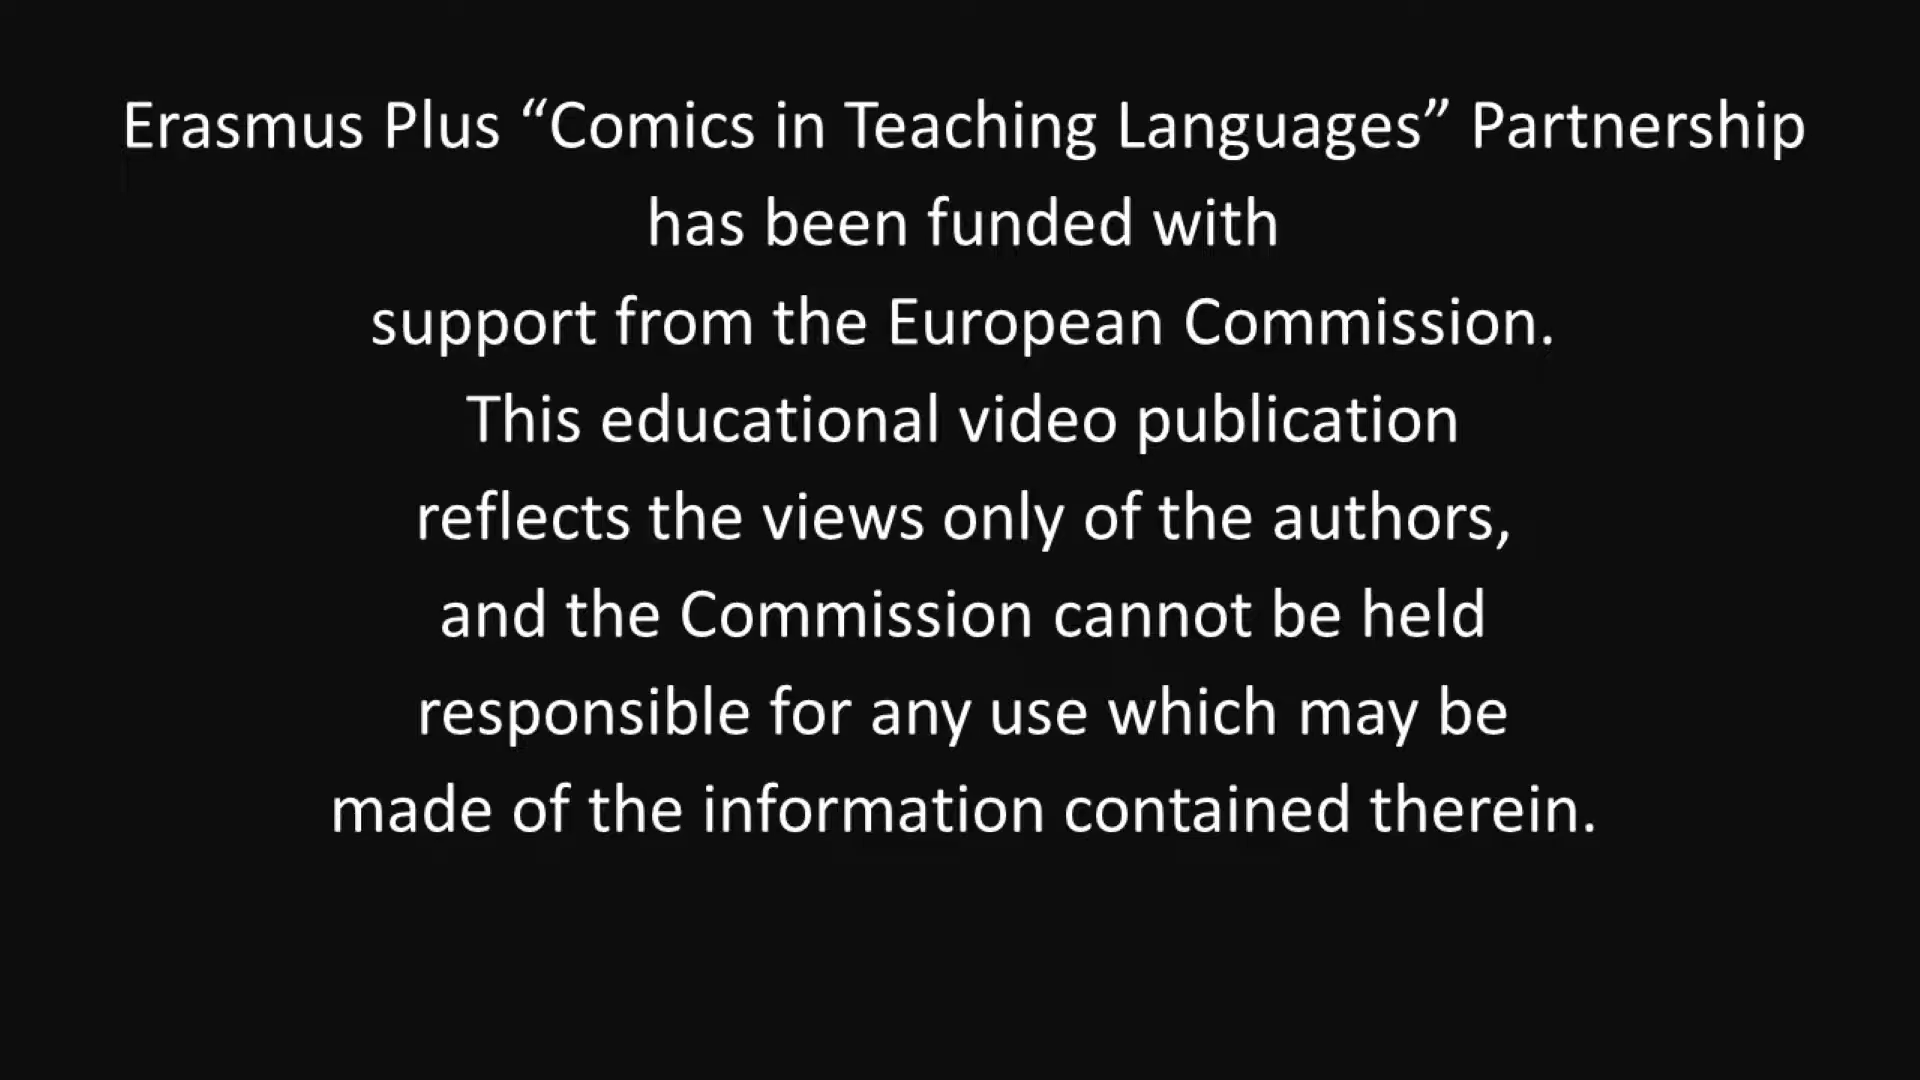 Erasmus Plus “Comics in Teaching Languages” Partnership
has been funded with
support from the European Commission.
This educational video publication
reflects the views only of the authors,
and the Commission cannot be held
responsible for any use which may be
made of the information contained therein.